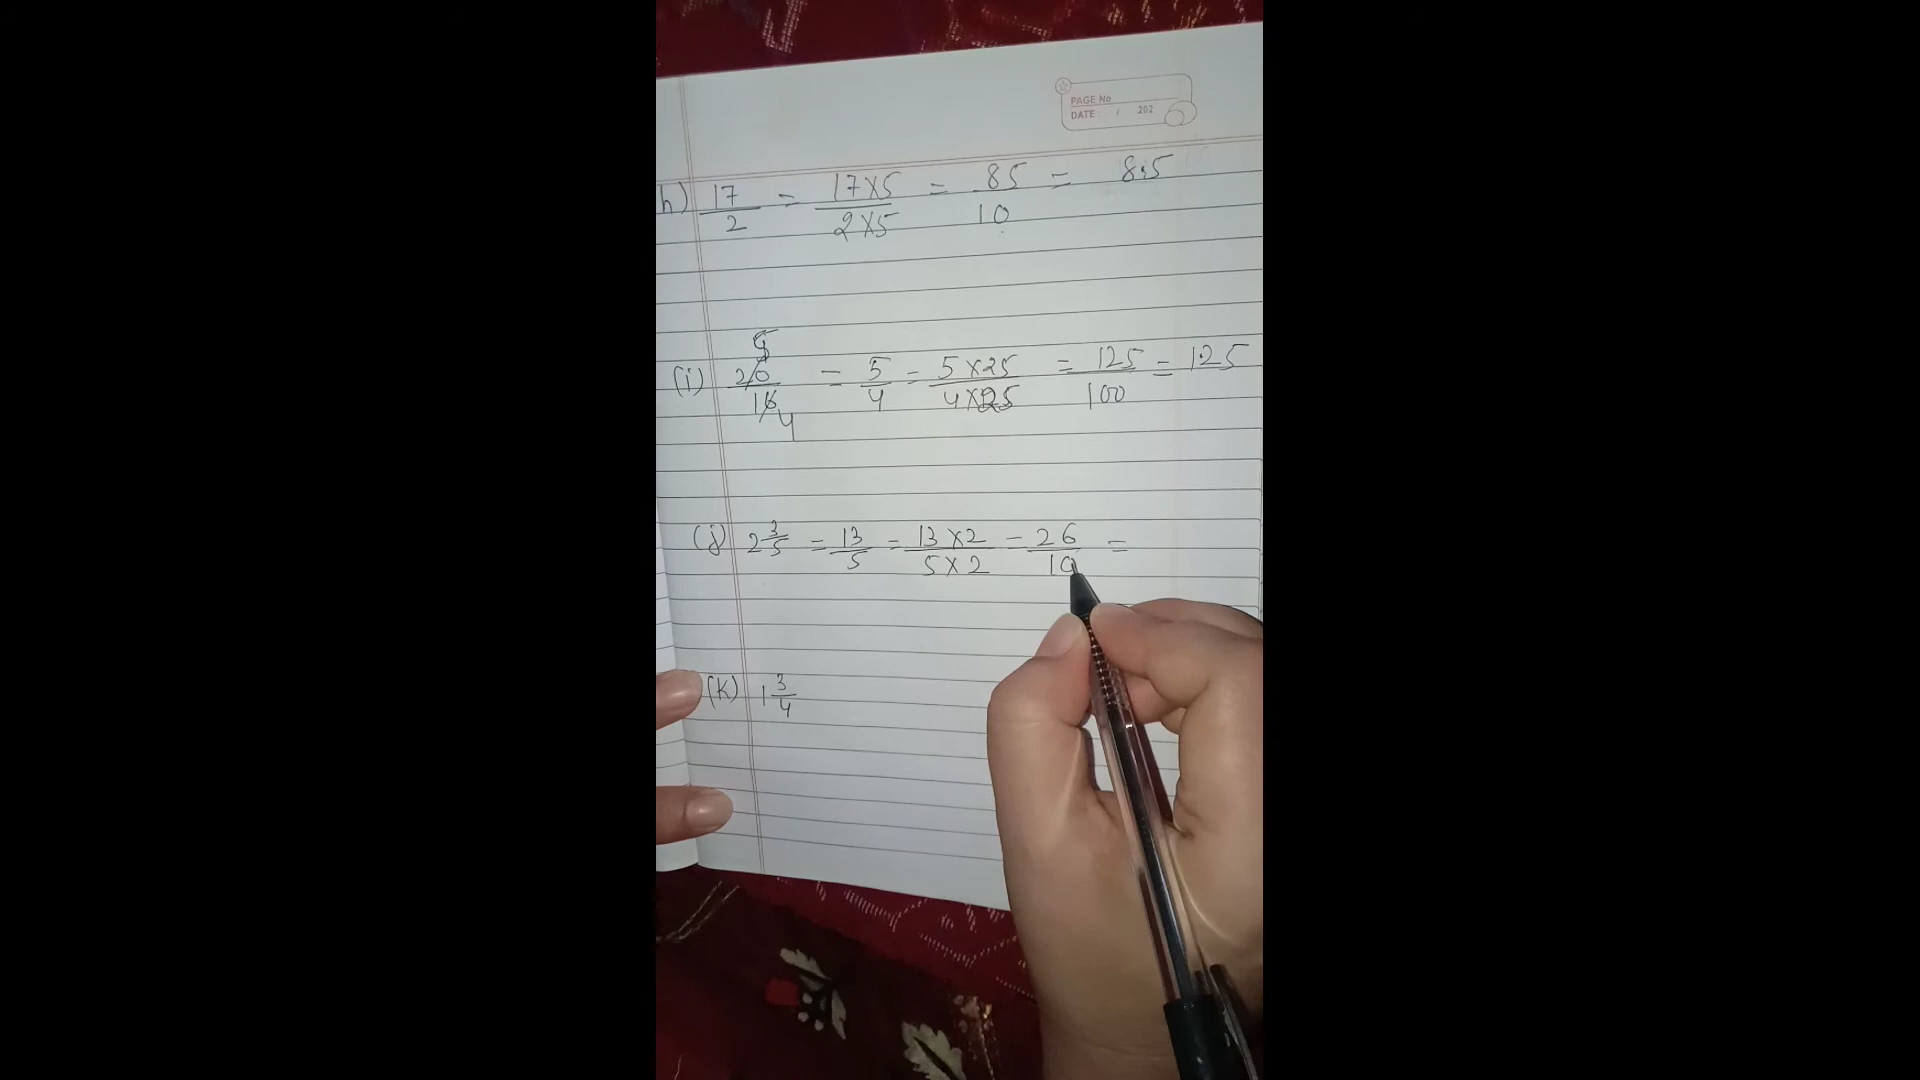 PAGE No
DATE : / 202
h) 17/2 = 17×5/2×5 = 85/10 = 8.5
(i) 20/16 5 4 = 5/4 = 5×25/4×25 = 125/100 = 1.25
(j) 2 3/5 = 13/5 = 13×2/5×2 = 26/10 =
(K) 1 3/4